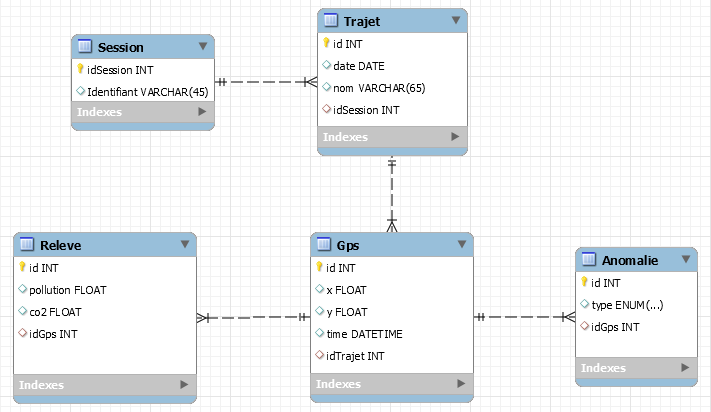 Session
idSession INT
Identifiant VARCHAR(45)
Indexes
Trajet
id INT
date DATE
nom VARCHAR(65)
idSession INT
Indexes
Releve
id INT
pollution FLOAT
co2 FLOAT
idGps INT
Indexes
Gps
id INT
x FLOAT
y FLOAT
time DATETIME
idTrajet INT
Indexes
Anomalie
id INT
type ENUM(...)
idGps INT
Indexes